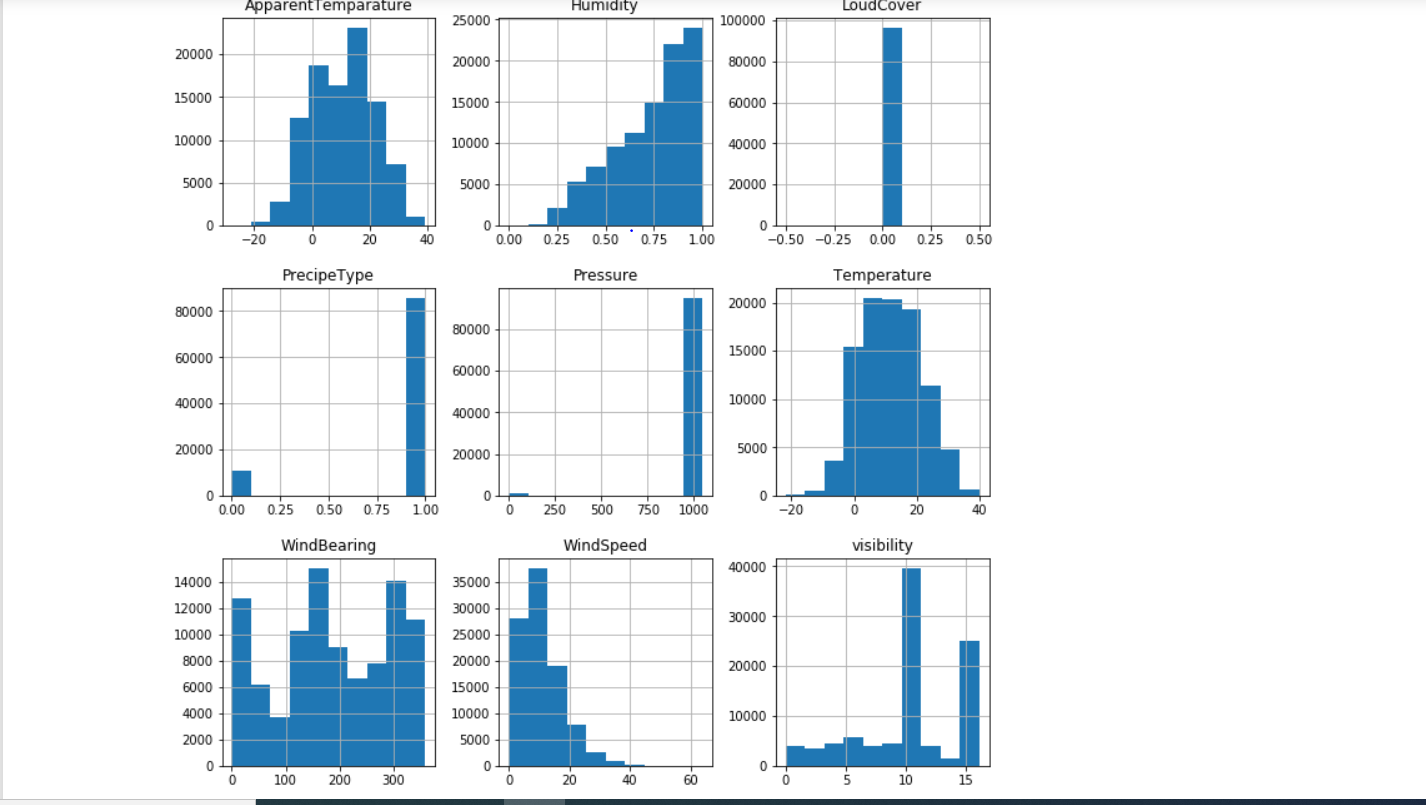 ApparentTemparature
20000
15000
10000
5000
0
−20 0 20 40
Humidity
25000
20000
15000
10000
5000
0
0.00 0.25 0.50 0.75 1.00
LoudCover
100000
80000
60000
40000
20000
0
−0.50 −0.25 0.00 0.25 0.50
PrecipeType
80000
60000
40000
20000
0
0.00 0.25 0.50 0.75 1.00
Pressure
80000
60000
40000
20000
0
0 250 500 750 1000
Temperature
20000
15000
10000
5000
0
−20 0 20 40
WindBearing
14000
12000
10000
8000
6000
4000
2000
0
0 100 200 300
WindSpeed
35000
30000
25000
20000
15000
10000
5000
0
0 20 40 60
visibility
40000
30000
20000
10000
0
0 5 10 15